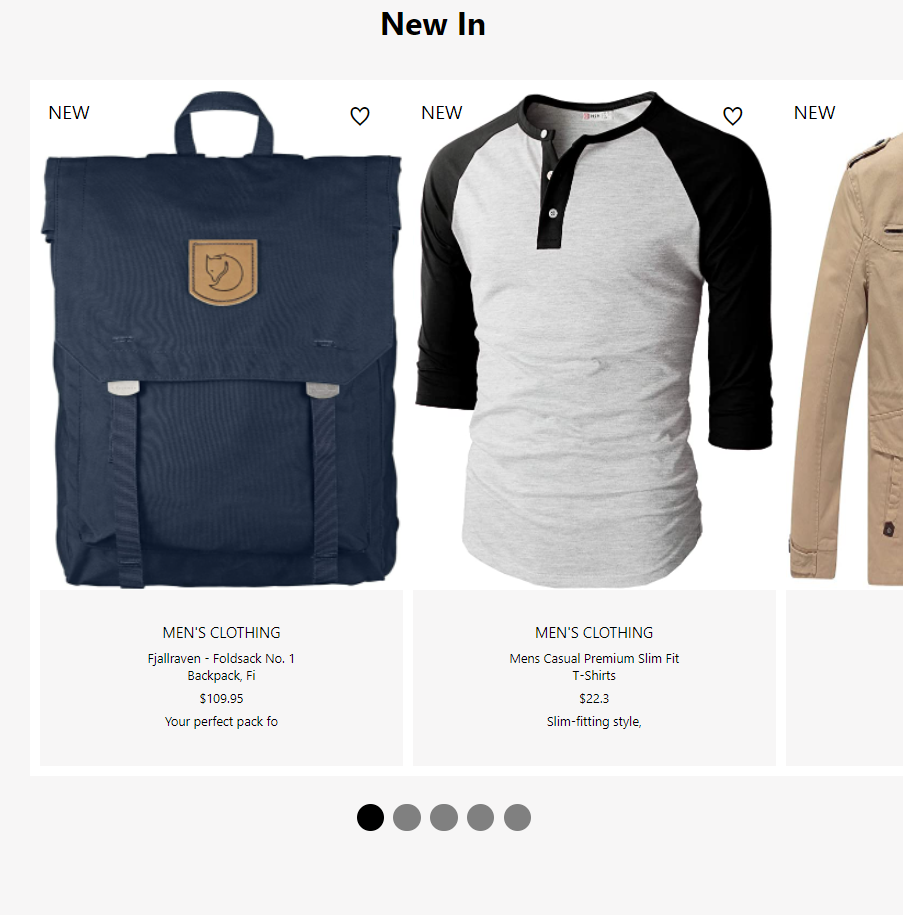 New In
NEW
NEW
NEW
MEN'S CLOTHING
Fjallraven - Foldsack No. 1
Backpack, Fi
$109.95
Your perfect pack fo
MEN'S CLOTHING
Mens Casual Premium Slim Fit
T-Shirts
$22.3
Slim-fitting style,